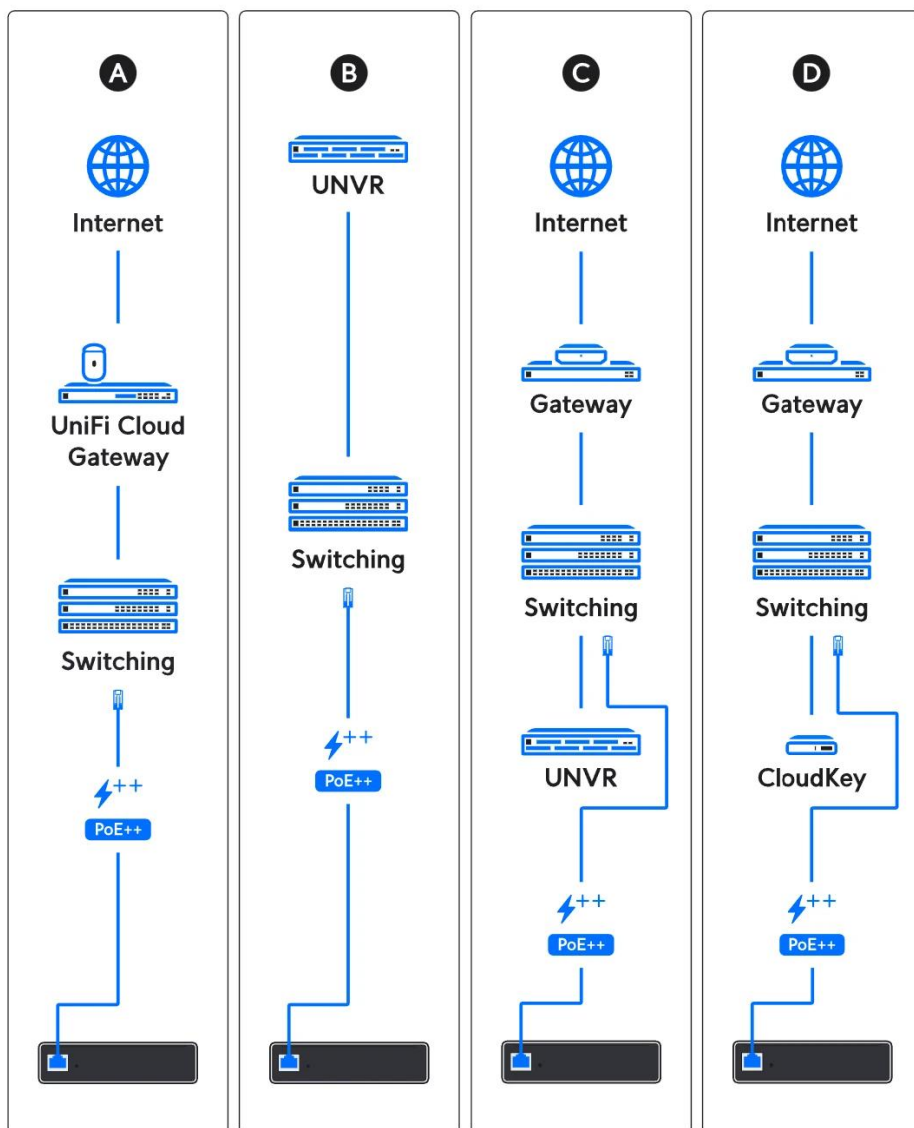 A
Internet
UniFi Cloud
Gateway
Switching
++
PoE++
B
UNVR
Switching
++
PoE++
C
Internet
Gateway
Switching
UNVR
++
PoE++
D
Internet
Gateway
Switching
CloudKey
++
PoE++